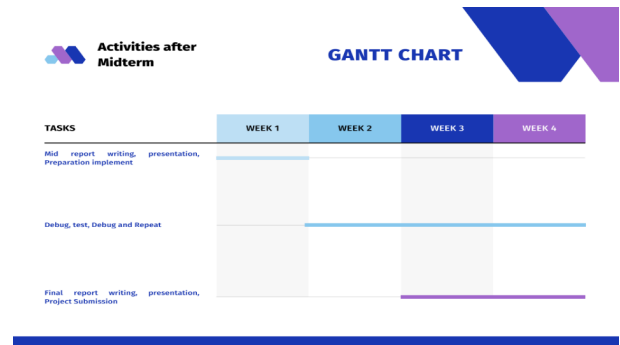 Activities after
Midterm
GANTT CHART
TASKS WEEK 1 WEEK 2 WEEK 3 WEEK 4
Mid report writing, presentation,
Preparation implement
Debug, test, Debug and Repeat
Final report writing, presentation,
Project Submission